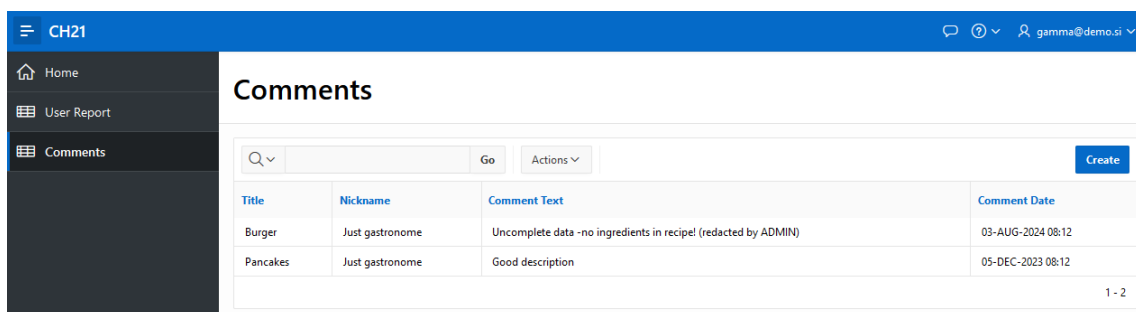 CH21
gamma@demo.si
Home
User Report
Comments
Comments
Go Actions Create
Title Nickname Comment Text Comment Date
Burger Just gastronome Uncomplete data -no ingredients in recipe! (redacted by ADMIN) 03-AUG-2024 08:12
Pancakes Just gastronome Good description 05-DEC-2023 08:12
1 - 2